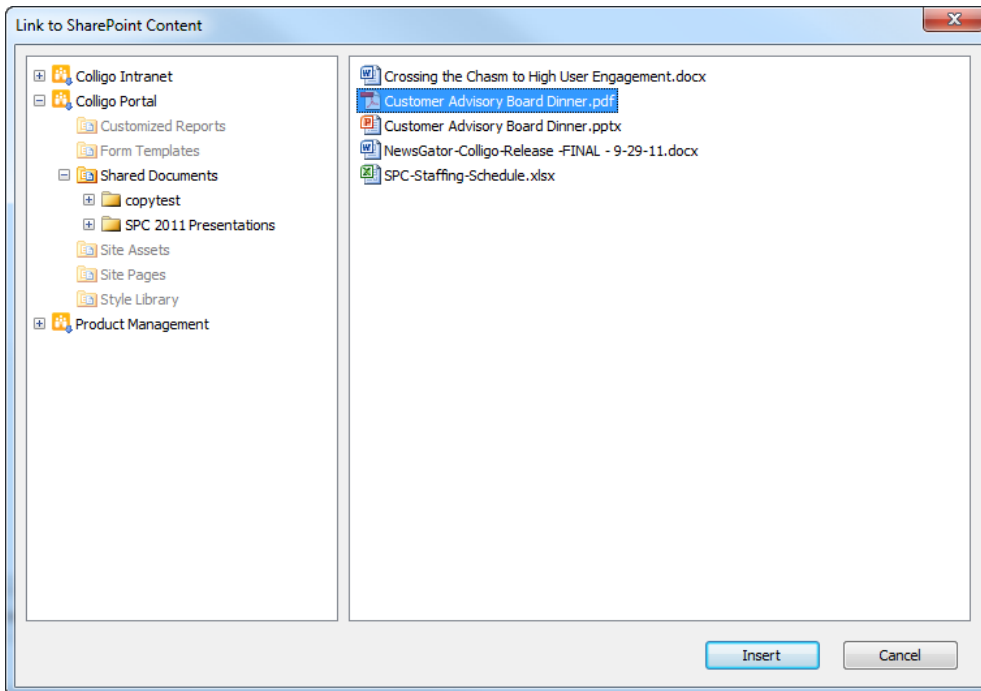 Link to SharePoint Content
Colligo Intranet
Colligo Portal
Customized Reports
Form Templates
Shared Documents
copytest
SPC 2011 Presentations
Site Assets
Site Pages
Style Library
Product Management
Crossing the Chasm to High User Engagement.docx
Customer Advisory Board Dinner.pdf
Customer Advisory Board Dinner.pptx
NewsGator-Colligo-Release -FINAL - 9-29-11.docx
SPC-Staffing-Schedule.xlsx
Insert
Cancel